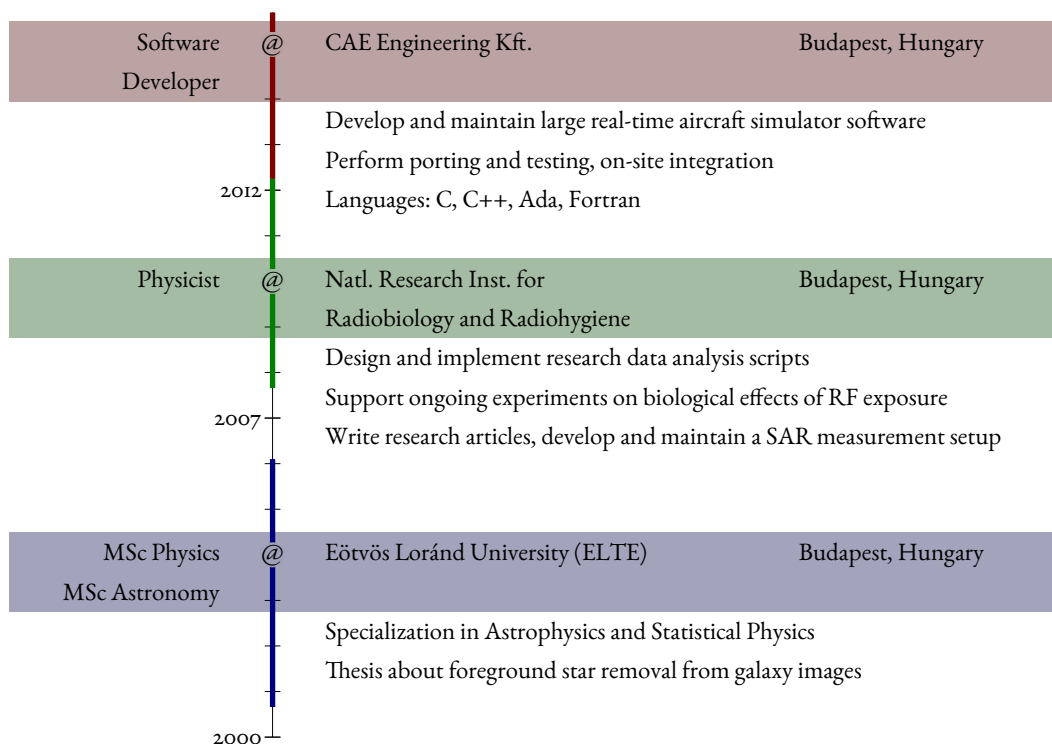 Software @ CAE Engineering Kft. Budapest, Hungary
Developer
Develop and maintain large real-time aircraft simulator software
Perform porting and testing, on-site integration
2012
Languages: C, C++, Ada, Fortran
Physicist @ Natl. Research Inst. for Budapest, Hungary
Radiobiology and Radiohygiene
Design and implement research data analysis scripts
Support ongoing experiments on biological effects of RF exposure
2007
Write research articles, develop and maintain a SAR measurement setup
MSc Physics @ Eötvös Loránd University (ELTE) Budapest, Hungary
MSc Astronomy
Specialization in Astrophysics and Statistical Physics
Thesis about foreground star removal from galaxy images
2000